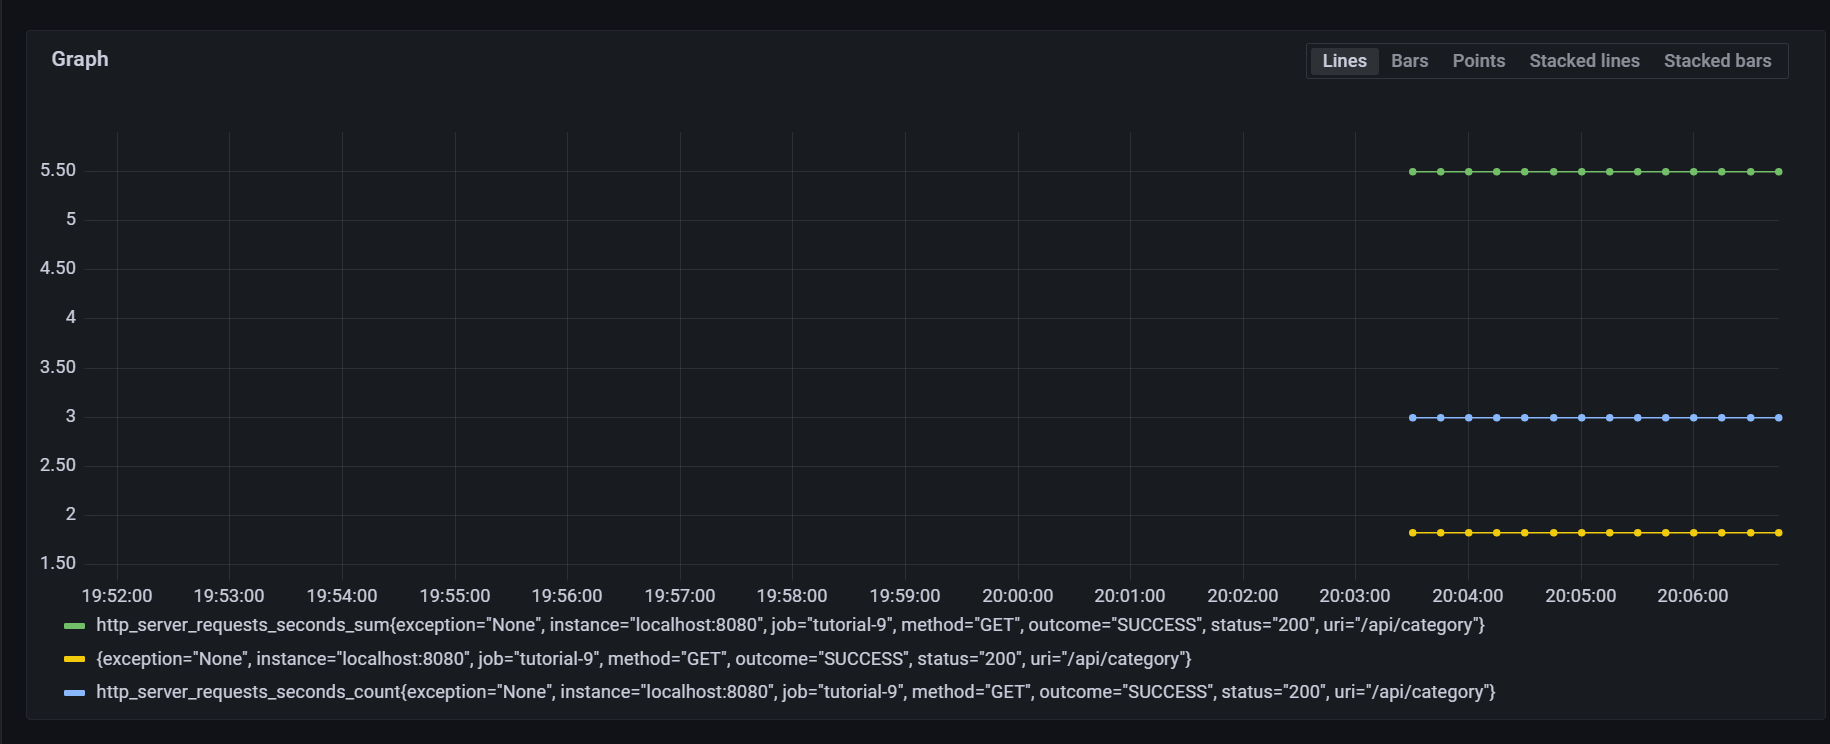 Graph
Lines Bars Points Stacked lines Stacked bars
5.50
5
4.50
4
3.50
3
2.50
2
1.50
19:52:00 19:53:00 19:54:00 19:55:00 19:56:00 19:57:00 19:58:00 19:59:00 20:00:00 20:01:00 20:02:00 20:03:00 20:04:00 20:05:00 20:06:00
http_server_requests_seconds_sum{exception="None", instance="localhost:8080", job="tutorial-9", method="GET", outcome="SUCCESS", status="200", uri="/api/category"}
{exception="None", instance="localhost:8080", job="tutorial-9", method="GET", outcome="SUCCESS", status="200", uri="/api/category"}
http_server_requests_seconds_count{exception="None", instance="localhost:8080", job="tutorial-9", method="GET", outcome="SUCCESS", status="200", uri="/api/category"}